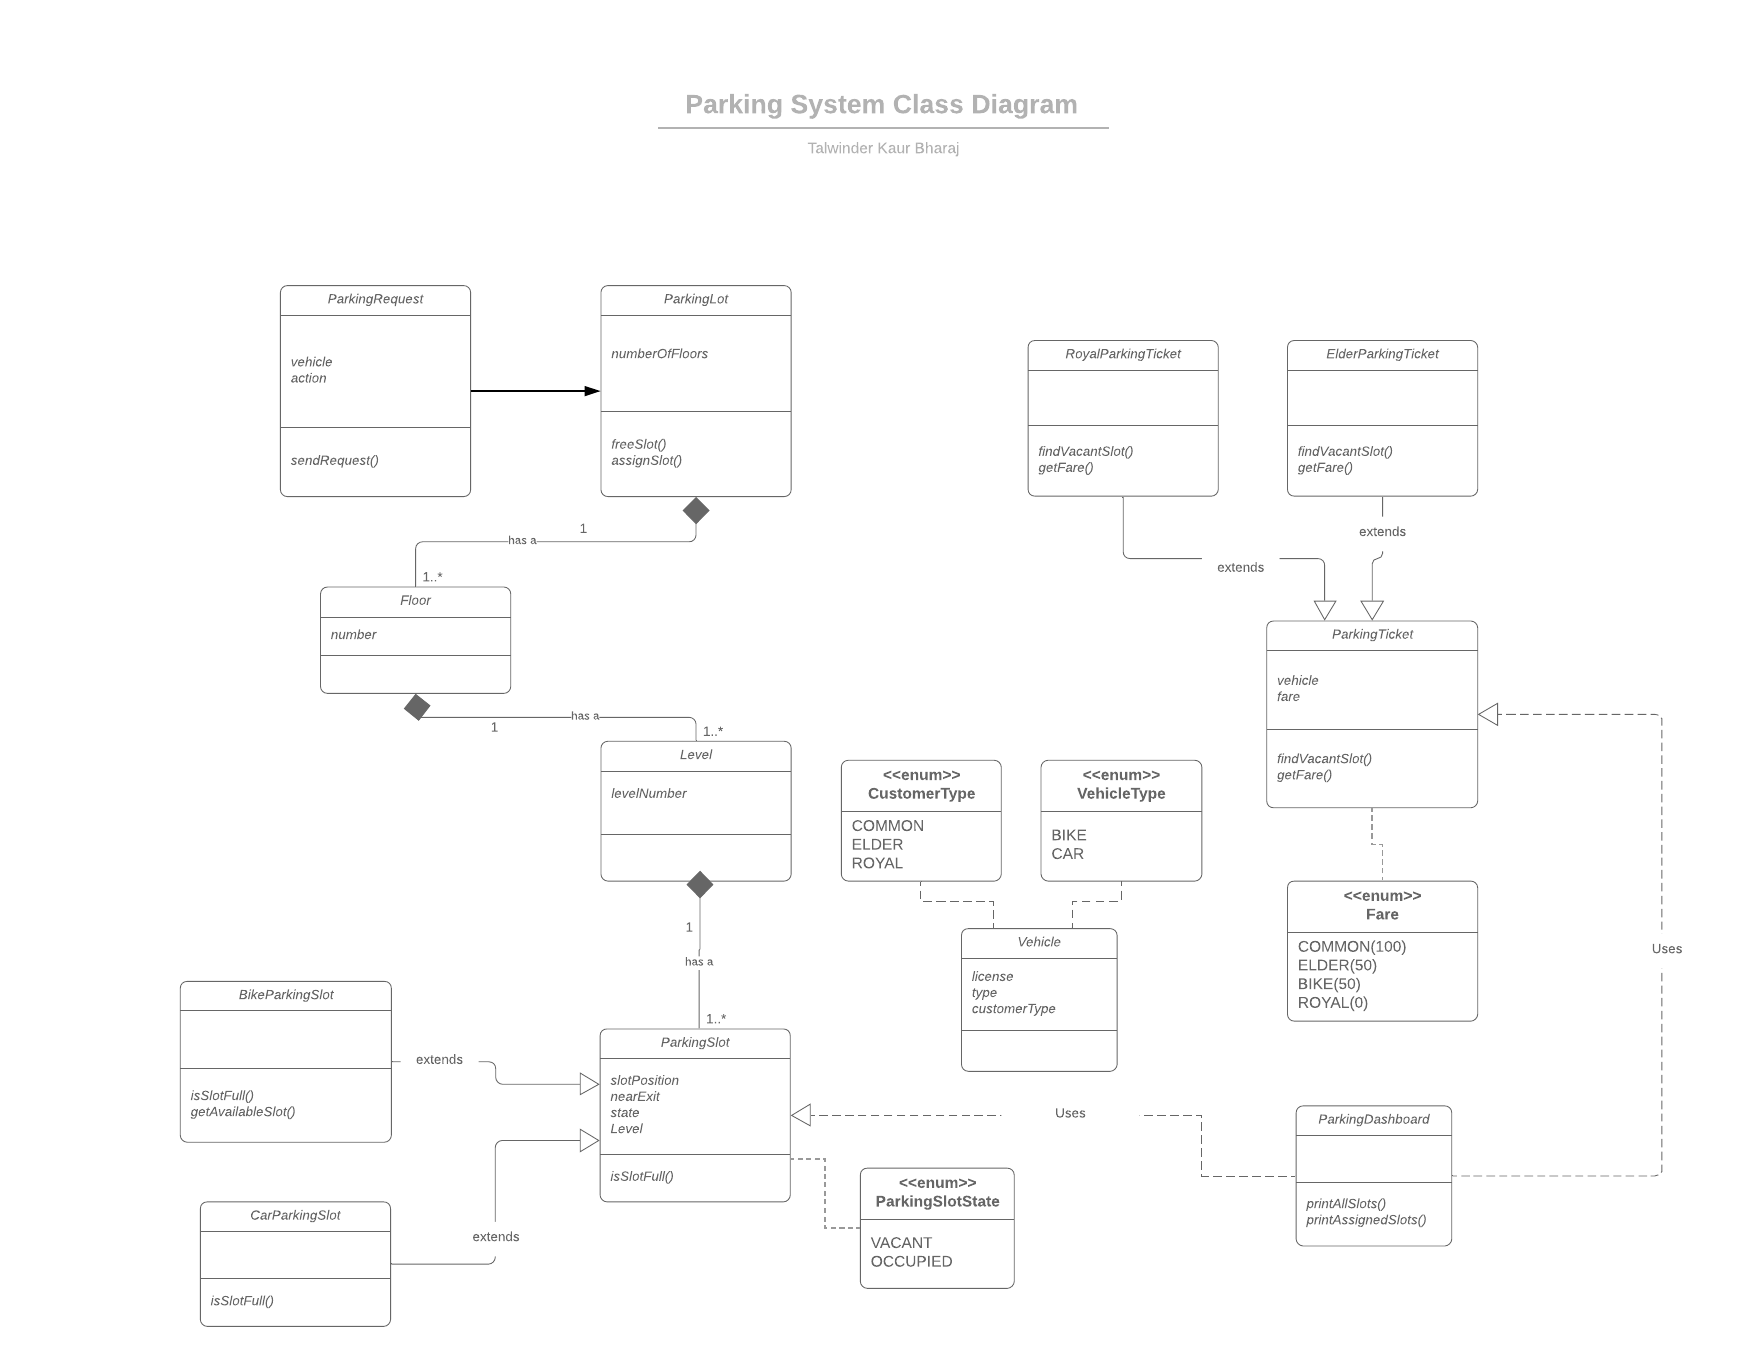 Parking System Class Diagram
Talwinder Kaur Bharaj
ParkingRequest
vehicle
action
sendRequest()
ParkingLot
numberOfFloors
freeSlot()
assignSlot()
1
has a
1..*
Floor
number
1
has a
1..*
Level
levelNumber
1
has a
1..*
RoyalParkingTicket
findVacantSlot()
getFare()
ElderParkingTicket
findVacantSlot()
getFare()
extends
extends
ParkingTicket
vehicle
fare
findVacantSlot()
getFare()
<<enum>>
CustomerType
COMMON
ELDER
ROYAL
<<enum>>
VehicleType
BIKE
CAR
Vehicle
license
type
customerType
<<enum>>
Fare
COMMON(100)
ELDER(50)
BIKE(50)
ROYAL(0)
Uses
BikeParkingSlot
isSlotFull()
getAvailableSlot()
extends
ParkingSlot
slotPosition
nearExit
state
Level
isSlotFull()
Uses
ParkingDashboard
printAllSlots()
printAssignedSlots()
<<enum>>
ParkingSlotState
VACANT
OCCUPIED
CarParkingSlot
isSlotFull()
extends